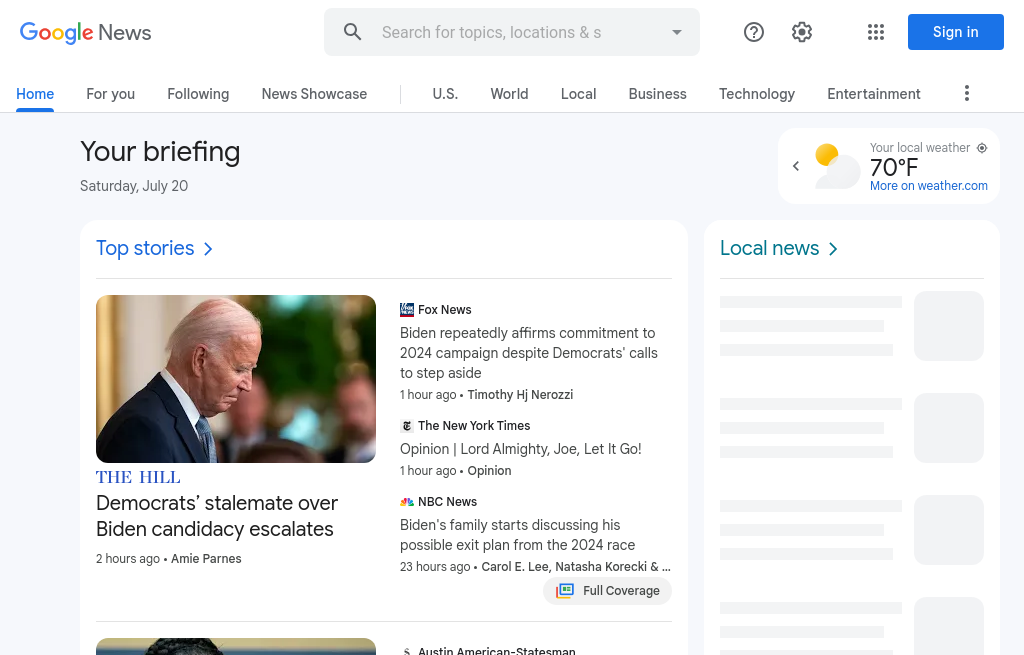 Google News
Search for topics, locations & s
Sign in
Home
For you
Following
News Showcase
U.S.
World
Local
Business
Technology
Entertainment
Your briefing
Saturday, July 20
Your local weather
70°F
More on weather.com
Top stories
THE HILL
Democrats’ stalemate over
Biden candidacy escalates
2 hours ago • Amie Parnes
Fox News
Biden repeatedly affirms commitment to
2024 campaign despite Democrats' calls
to step aside
1 hour ago • Timothy Hj Nerozzi
The New York Times
Opinion | Lord Almighty, Joe, Let It Go!
1 hour ago • Opinion
NBC News
Biden's family starts discussing his
possible exit plan from the 2024 race
23 hours ago • Carol E. Lee, Natasha Korecki & ...
Full Coverage
Austin American-Statesman
Local news